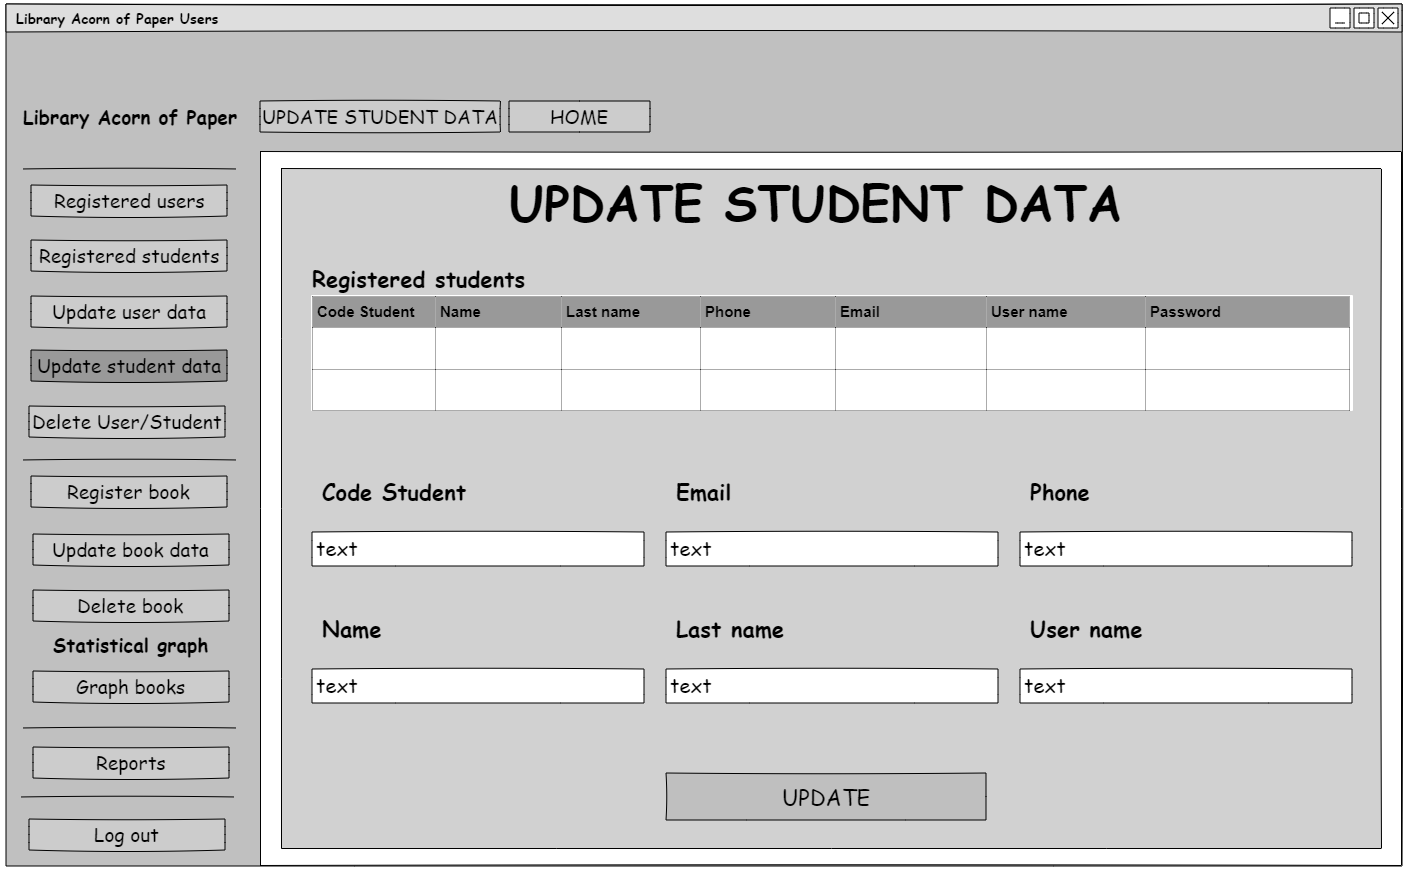 Library Acorn of Paper Users
Library Acorn of Paper
UPDATE STUDENT DATA
HOME
Registered users
Registered students
Update user data
Update student data
Delete User/Student
Register book
Update book data
Delete book
Statistical graph
Graph books
Reports
Log out
UPDATE STUDENT DATA
Registered students
Code Student Name Last name Phone Email User name Password
Code Student Email Phone
text text text
Name Last name User name
text text text
UPDATE